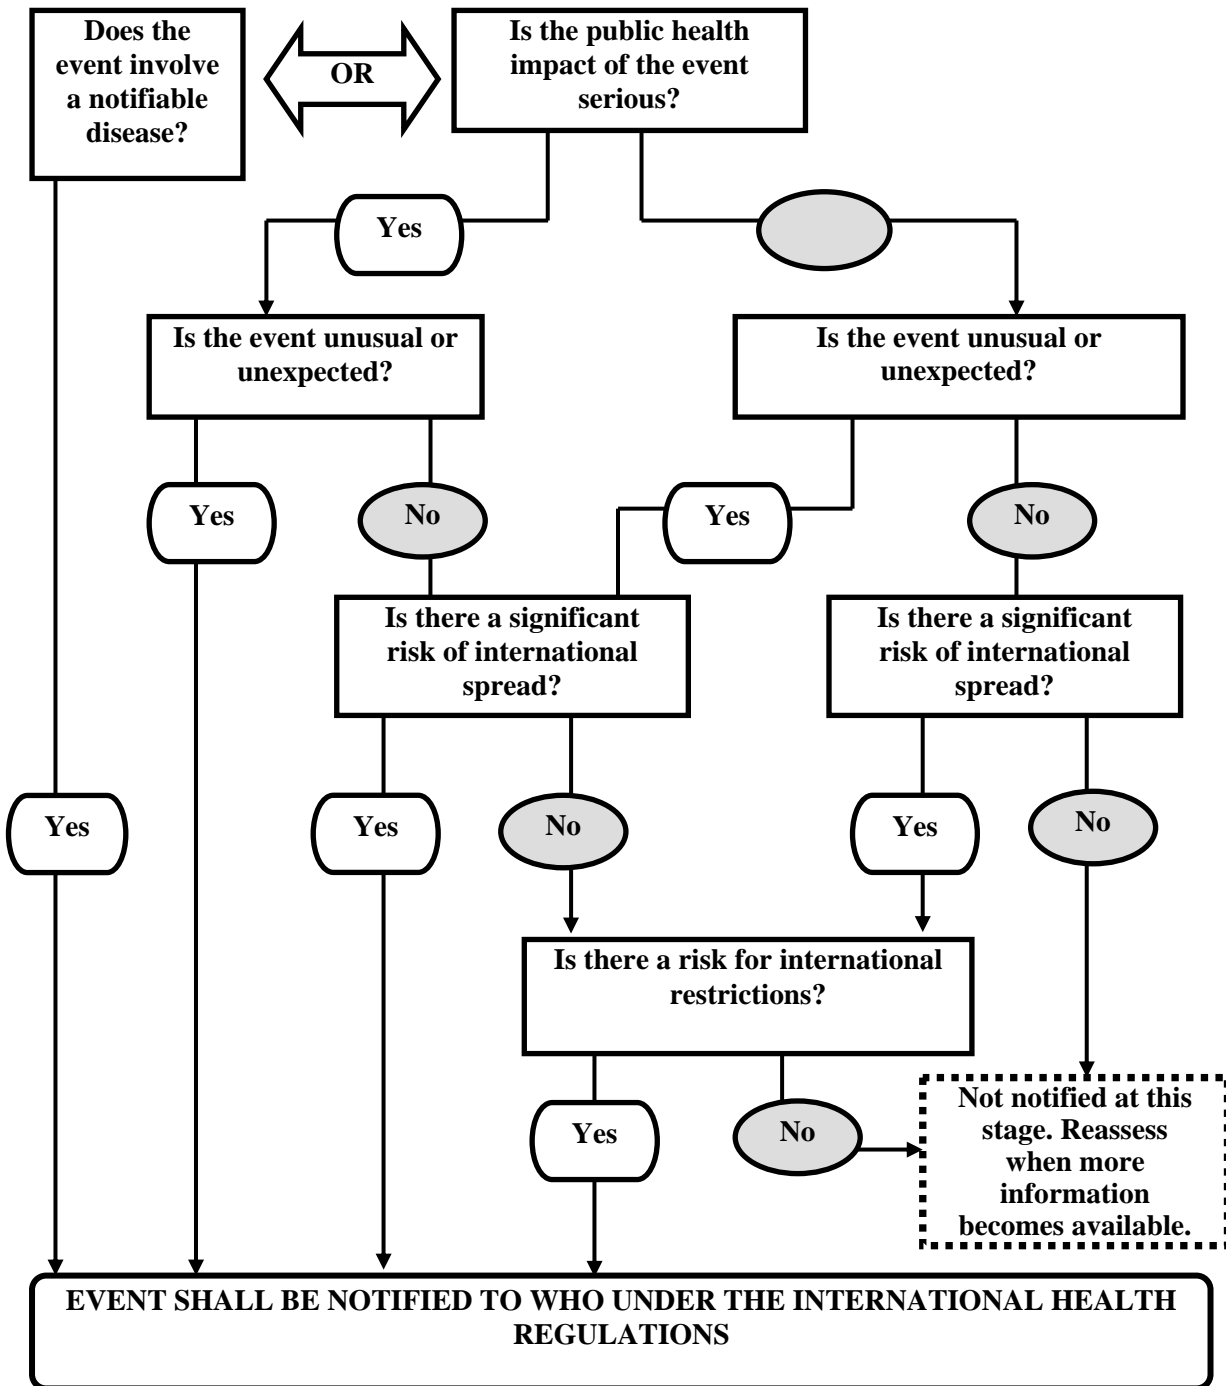 Does the
event involve
a notifiable
disease?
OR
Is the public health
impact of the event
serious?
Yes
Is the event unusual or
unexpected?
Is the event unusual or
unexpected?
Yes
No
Yes
No
Is there a significant
risk of international
spread?
Is there a significant
risk of international
spread?
Yes
Yes
No
Yes
No
Is there a risk for international
restrictions?
Yes
No
Not notified at this
stage. Reassess
when more
information
becomes available.
EVENT SHALL BE NOTIFIED TO WHO UNDER THE INTERNATIONAL HEALTH
REGULATIONS